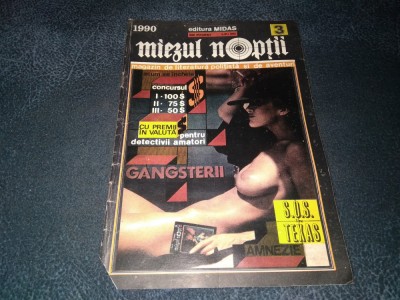 1990
editura MIDAS
3
miezul nopţii
magazin de literatură poliţistă şi de aventuri
concursul
I - 100 $
II - 75 $
III - 50 $
CU PREMII
IN VALUTĂ
pentru
detectivii amatori
GANGSTERII
S.O.S.
TEXAS
AMNEZIE